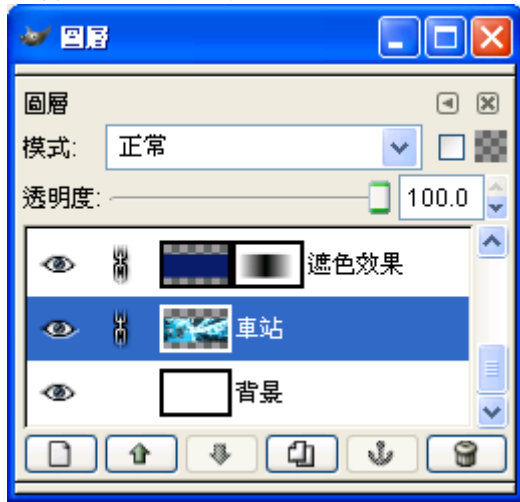 圖層
圖層
模式: 正常
透明度: 100.0
遮色效果
車站
背景